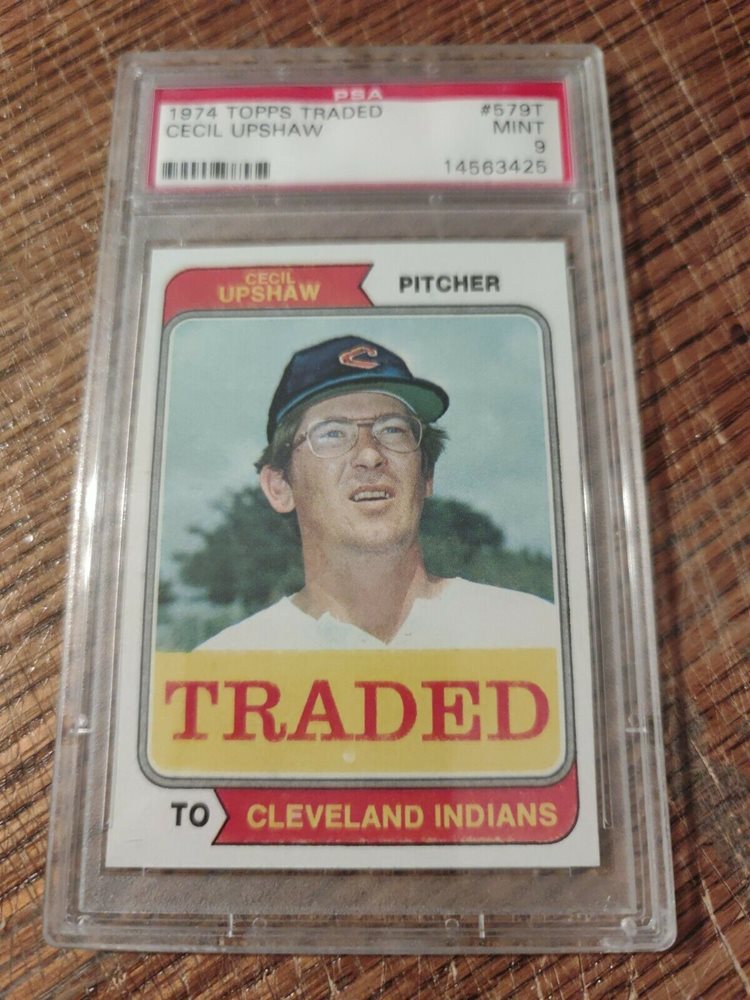 PSA
1974 TOPPS TRADED #579T
CECIL UPSHAW MINT
9
14563425
CECIL
UPSHAW
PITCHER
C
TRADED
TO CLEVELAND INDIANS